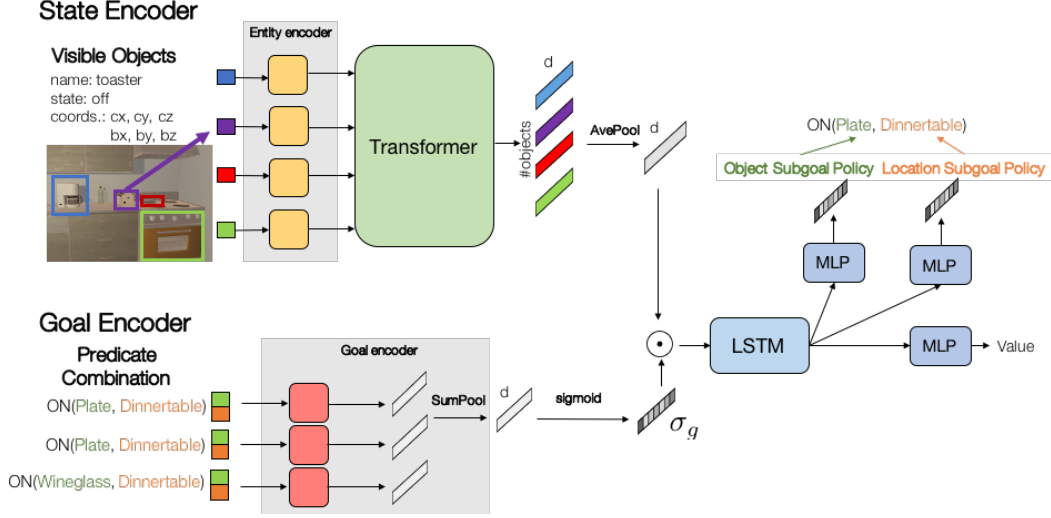 State Encoder
Entity encoder
Visible Objects
name: toaster
state: off
coords.: cx, cy, cz
bx, by, bz
Transformer
d
#objects
AvePool
d
ON(Plate, Dinnertable)
Object Subgoal Policy Location Subgoal Policy
MLP
MLP
LSTM
MLP
Value
Goal Encoder
Predicate
Combination
Goal encoder
ON(Plate, Dinnertable)
ON(Plate, Dinnertable)
ON(Wineglass, Dinnertable)
SumPool
d
sigmoid
σg